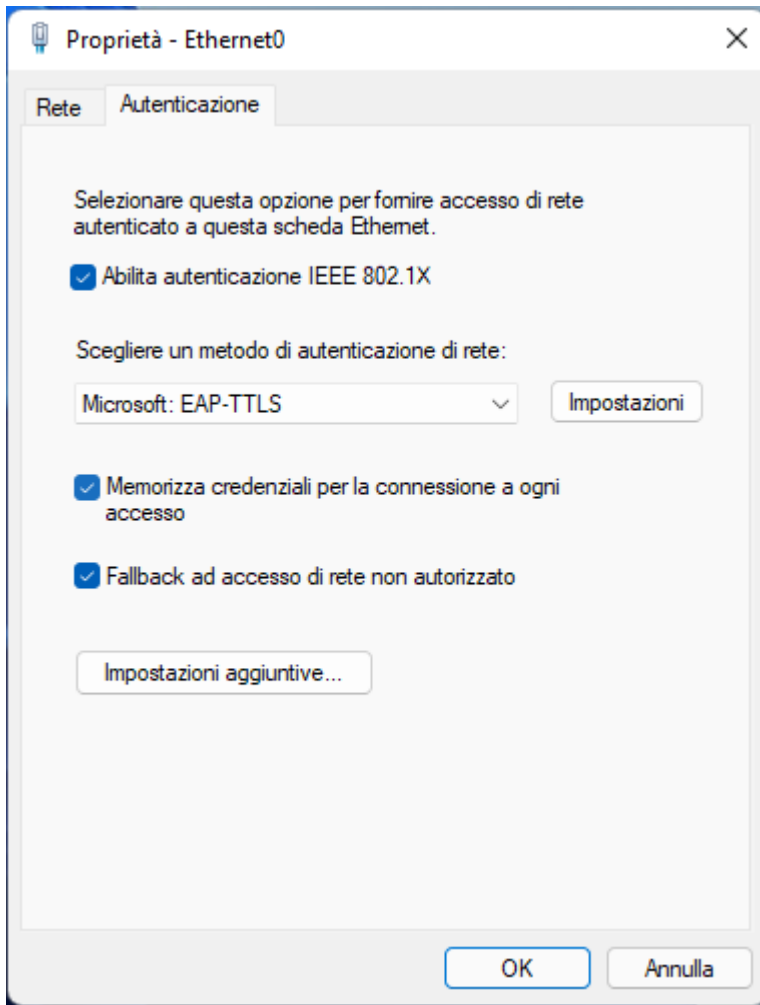 Proprietà - Ethernet0
Rete
Autenticazione
Selezionare questa opzione per fornire accesso di rete
autenticato a questa scheda Ethernet.
Abilita autenticazione IEEE 802.1X
Scegliere un metodo di autenticazione di rete:
Microsoft: EAP-TTLS
Impostazioni
Memorizza credenziali per la connessione a ogni
accesso
Fallback ad accesso di rete non autorizzato
Impostazioni aggiuntive...
OK
Annulla